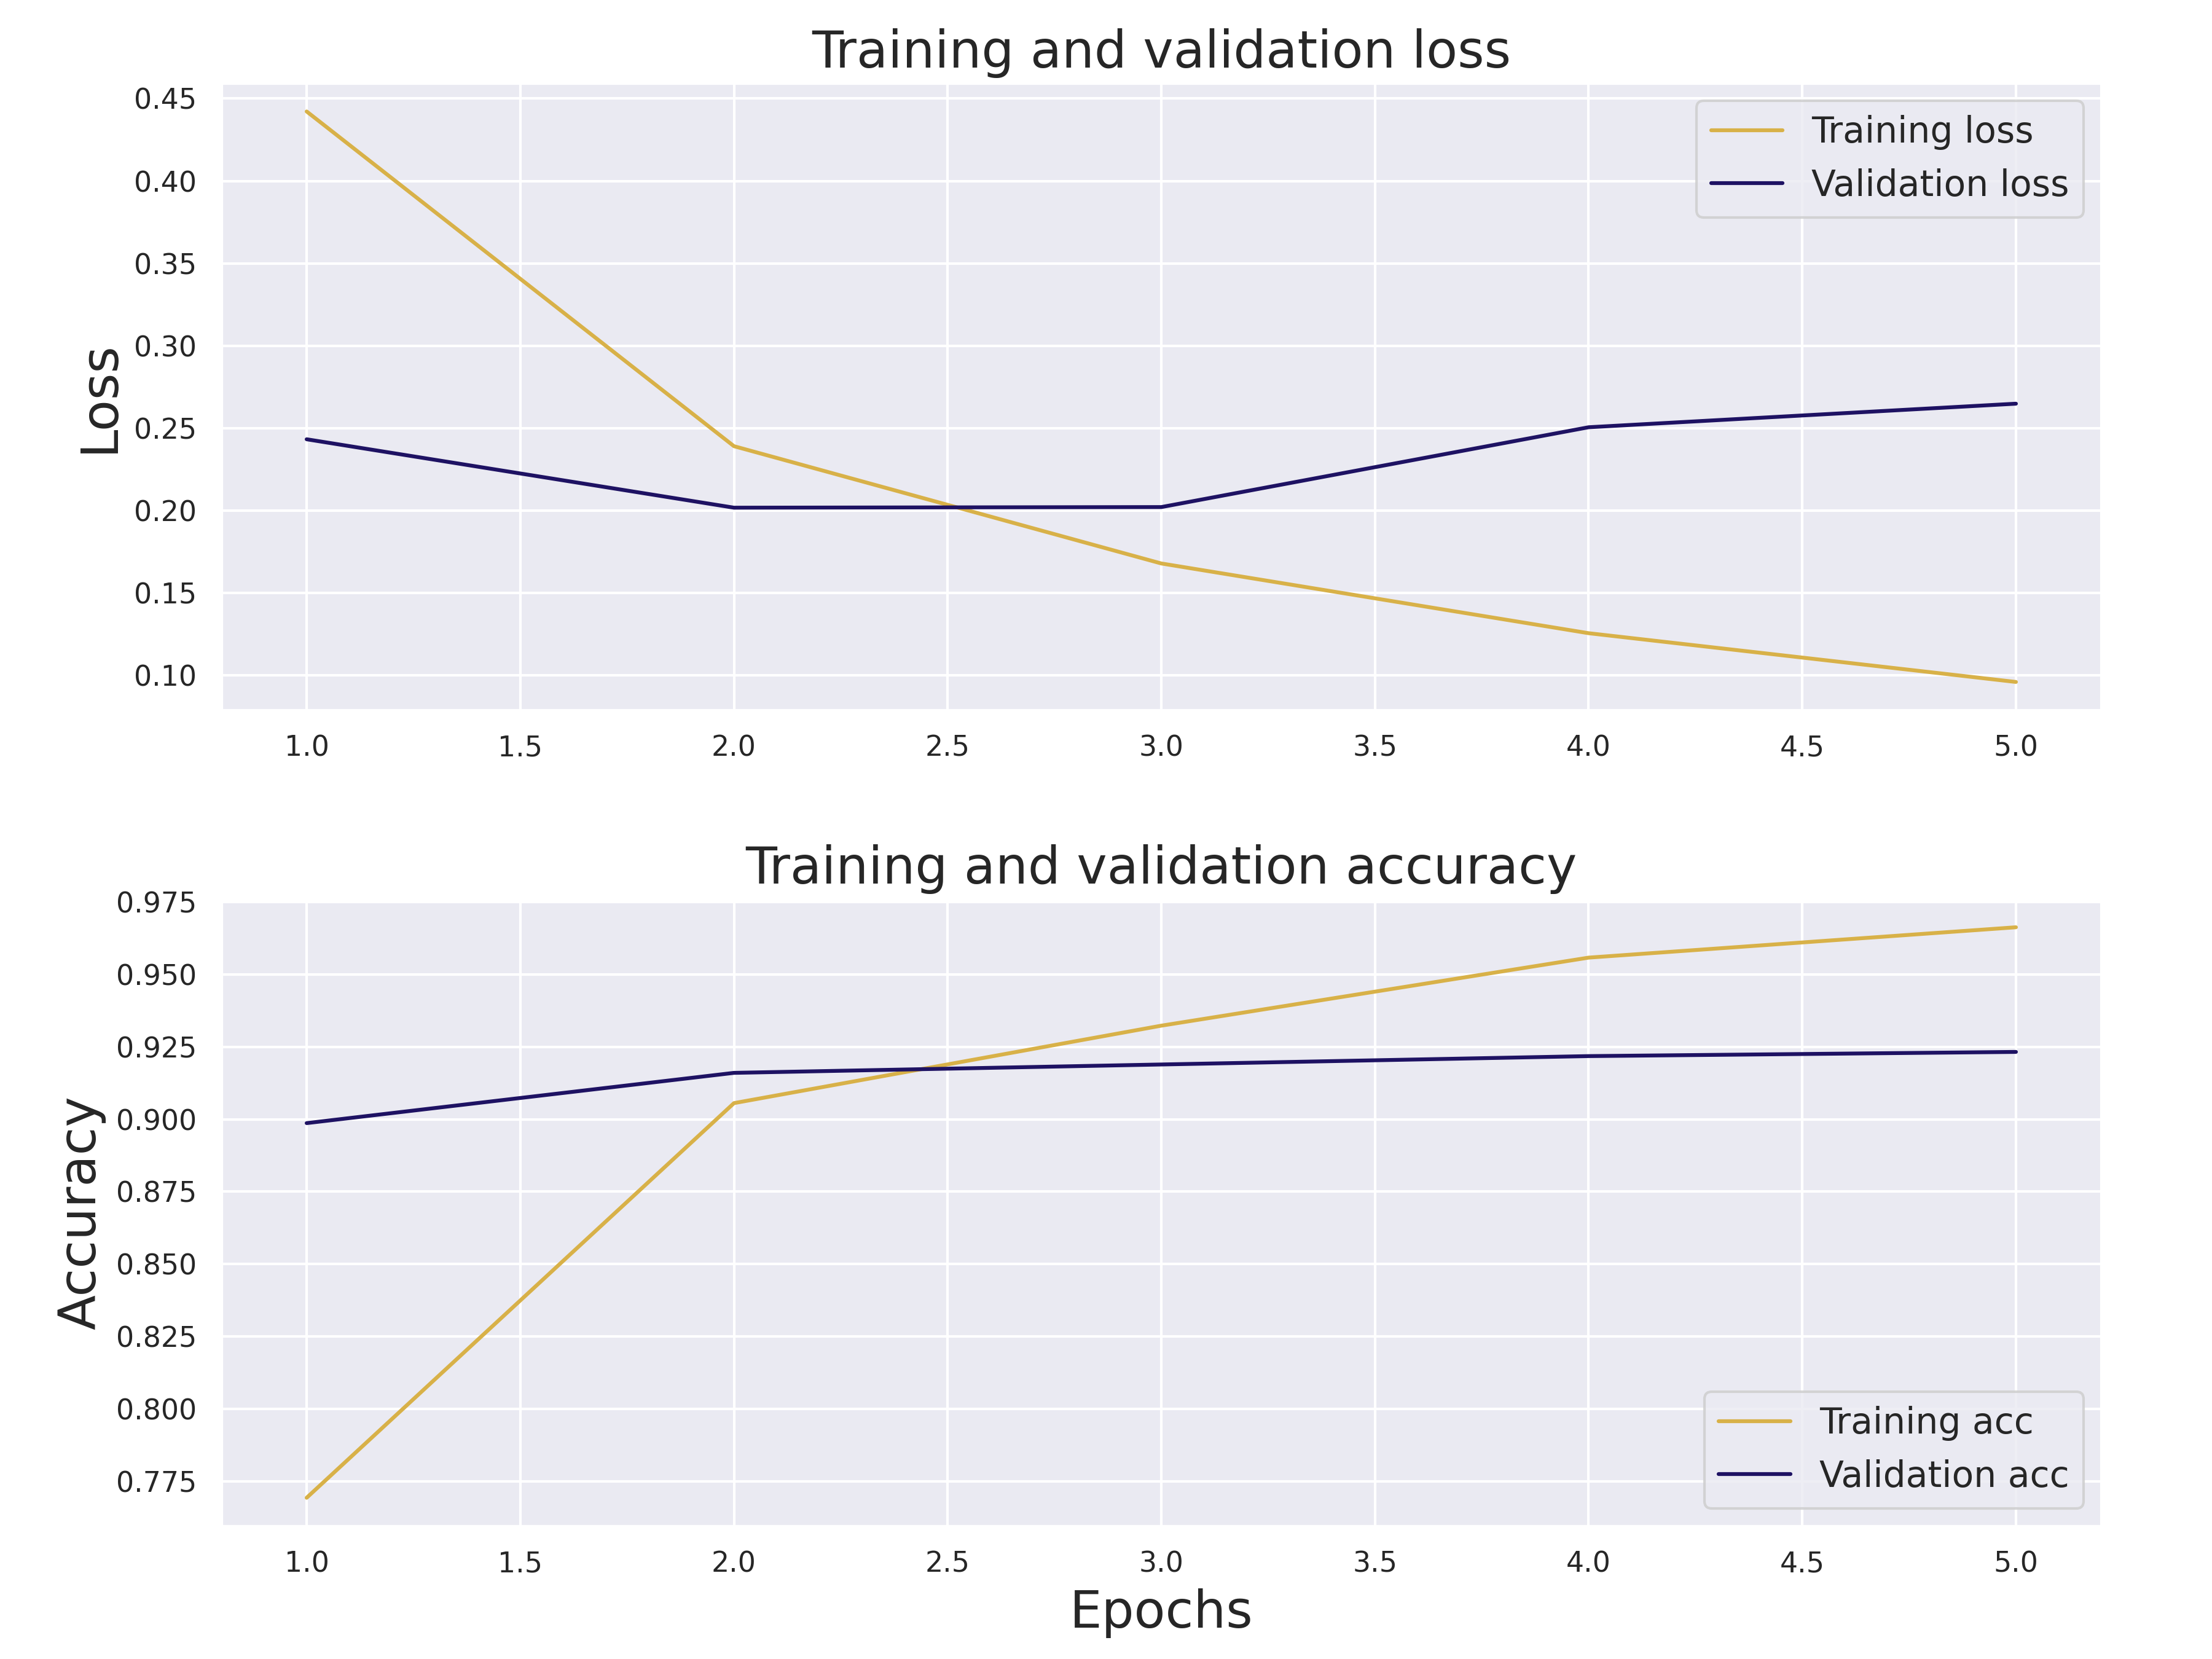 Training and validation loss
0.45
0.40
0.35
0.30
0.25
0.20
0.15
0.10
Loss
Training loss
Validation loss
1.0 1.5 2.0 2.5 3.0 3.5 4.0 4.5 5.0
Training and validation accuracy
0.975
0.950
0.925
0.900
0.875
0.850
0.825
0.800
0.775
Accuracy
Training acc
Validation acc
1.0 1.5 2.0 2.5 3.0 3.5 4.0 4.5 5.0
Epochs